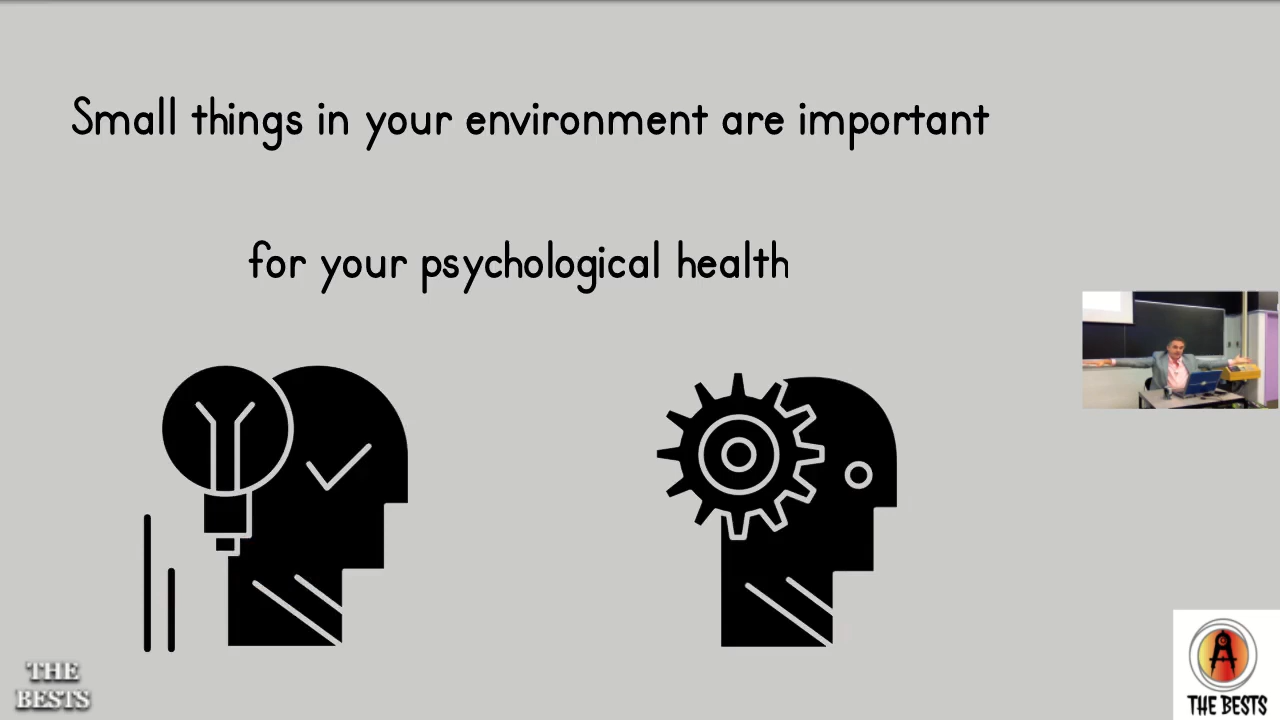 Small things in your environment are important
for your psychological health
THE
BESTS
THE BESTS